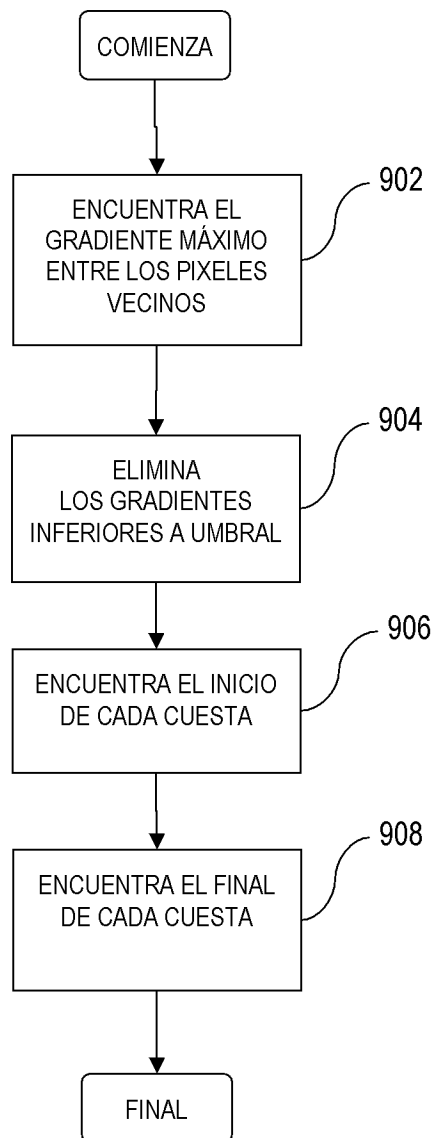 COMIENZA
902
ENCUENTRA EL
GRADIENTE MÁXIMO
ENTRE LOS PIXELES
VECINOS
904
ELIMINA
LOS GRADIENTES
INFERIORES A UMBRAL
906
ENCUENTRA EL INICIO
DE CADA CUESTA
908
ENCUENTRA EL FINAL
DE CADA CUESTA
FINAL